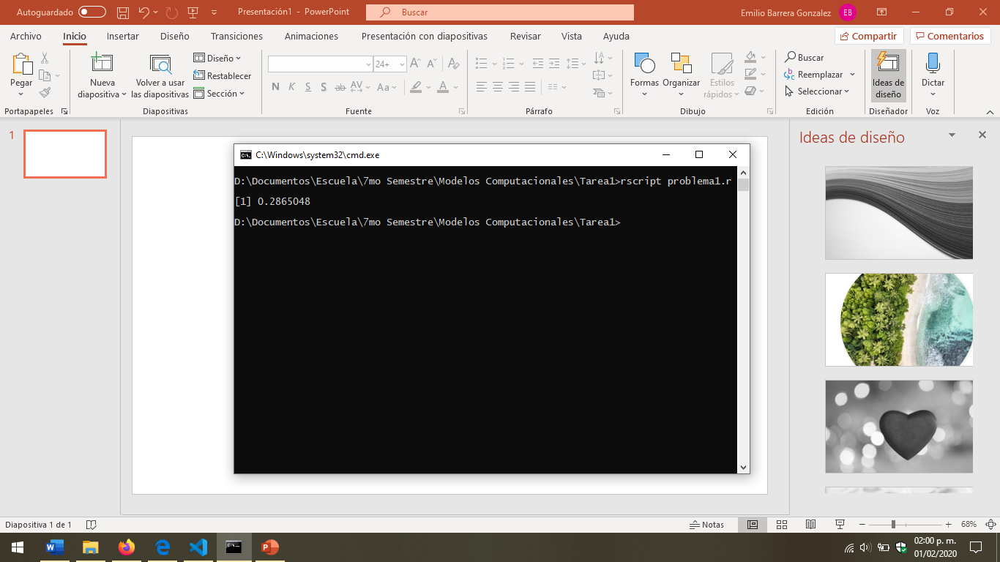 Autoguardado
Presentación1 - PowerPoint
Buscar
Emilio Barrera Gonzalez
EB
Archivo Inicio Insertar Diseño Transiciones Animaciones Presentación con diapositivas Revisar Vista Ayuda
Compartir
Comentarios
Pegar
Portapapeles
Nueva
diapositiva
Volver a usar
las diapositivas
Diseño
Restablecer
Sección
Diapositivas
24+
N K S S ab AV Aa A
Fuente
Párrafo
Formas
Organizar
Estilos
rápidos
Dibujo
Buscar
Reemplazar
Seleccionar
Edición
Ideas de
diseño
Diseñador
Dictar
Voz
1
C:\Windows\system32\cmd.exe
D:\Documentos\Escuela\7mo Semestre\Modelos Computacionales\Tarea1>rscript problema1.r
[1] 0.2865048
D:\Documentos\Escuela\7mo Semestre\Modelos Computacionales\Tarea1>
Ideas de diseño
Diapositiva 1 de 1
Notas
68%
02:00 p. m.
01/02/2020